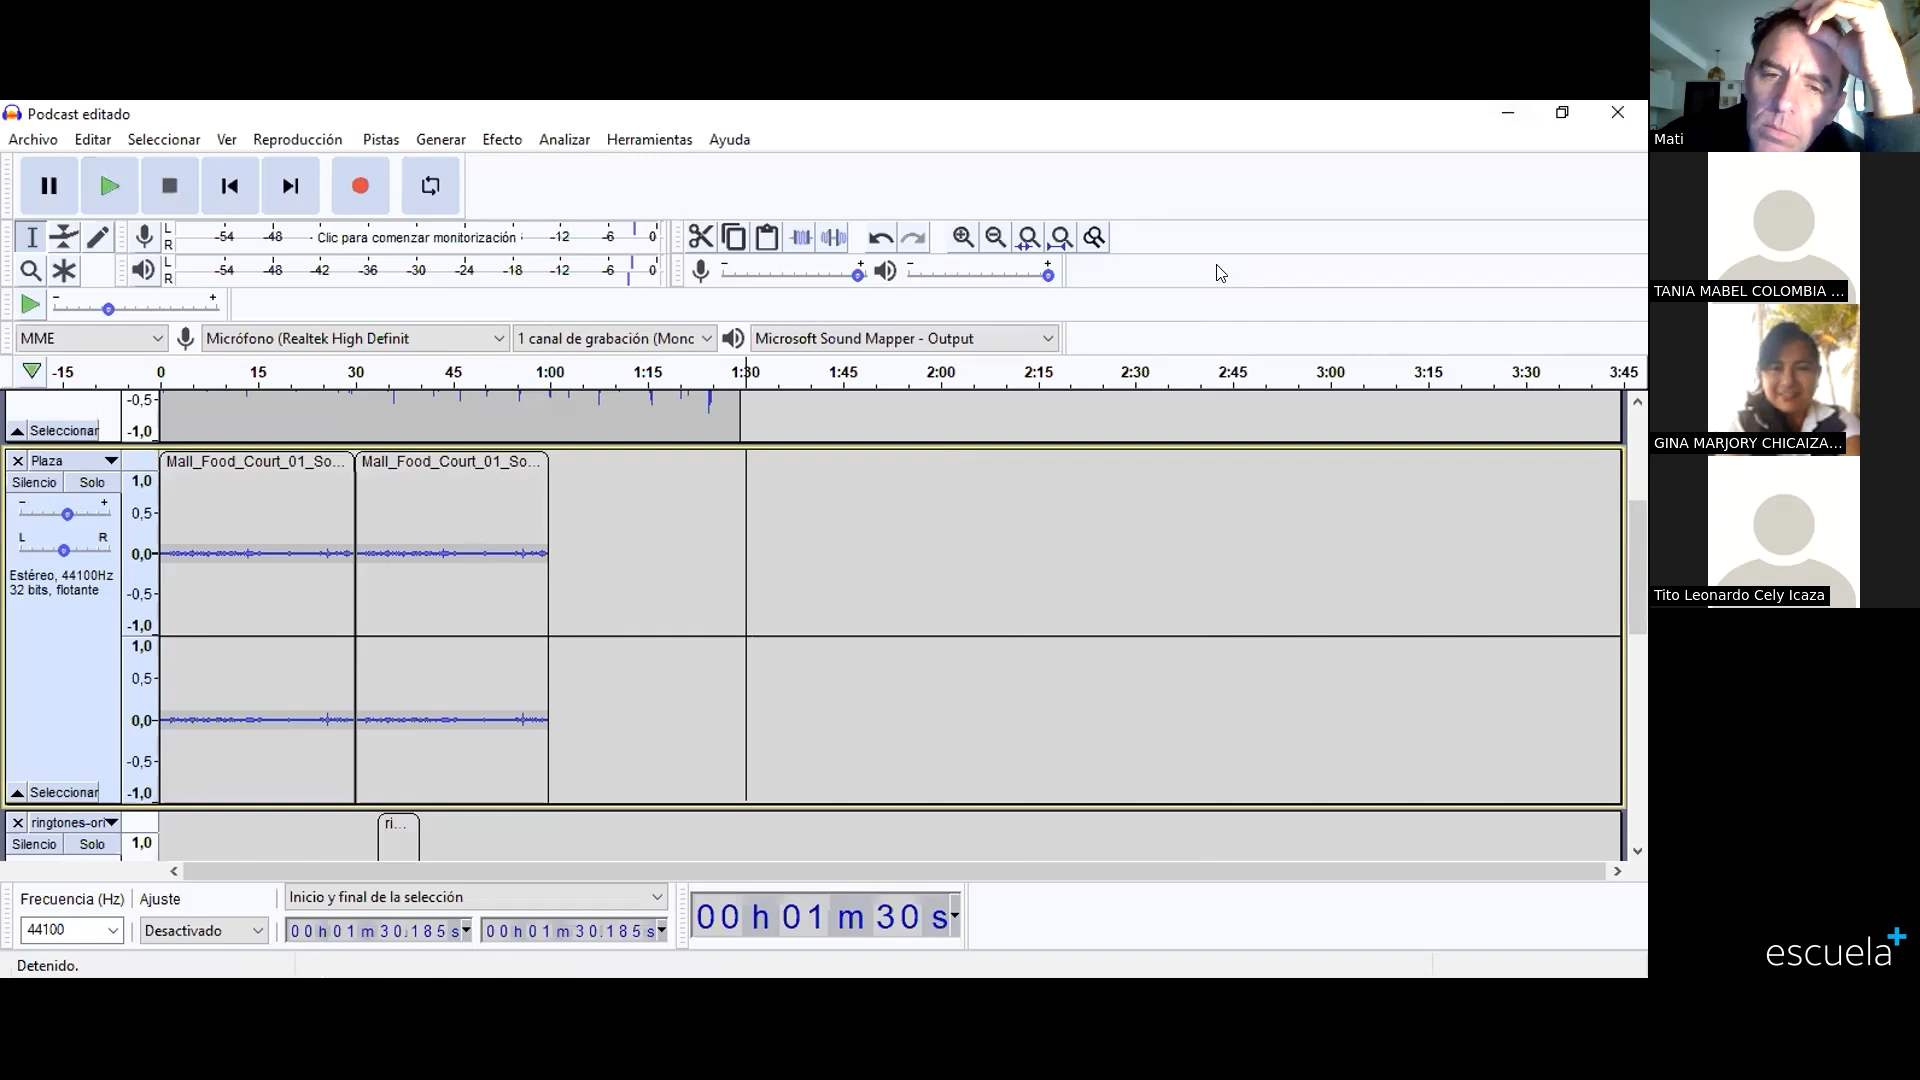 Podcast editado
Archivo Editar Seleccionar Ver Reproducción Pistas Generar Efecto Analizar Herramientas Ayuda
L
R
-54 -48 Clic para comenzar monitorización -12 -6 0
L
R
-54 -48 -42 -36 -30 -24 -18 -12 -6 0
- +
- +
- +
MME
Micrófono (Realtek High Definit
1 canal de grabación (Monc
Microsoft Sound Mapper - Output
-15 0 15 30 45 1:00 1:15 1:30 1:45 2:00 2:15 2:30 2:45 3:00 3:15 3:30 3:45
-0,5
Seleccionar
-1,0
Plaza
Silencio Solo
- +
L R
Estéreo, 44100Hz
32 bits, flotante
Seleccionar
Mall_Food_Court_01_So... Mall_Food_Court_01_So...
1,0
0,5
0,0
-0,5
-1,0
1,0
0,5
0,0
-0,5
-1,0
ringtones-ori
Silencio Solo
1,0
ri...
Frecuencia (Hz) Ajuste Inicio y final de la selección
44100 Desactivado 00 h 01 m 30.185 s 00 h 01 m 30.185 s
00 h 01 m 30 s
Detenido.
Mati
TANIA MABEL COLOMBIA ...
GINA MARJORY CHICAIZA...
Tito Leonardo Cely Icaza
escuela+